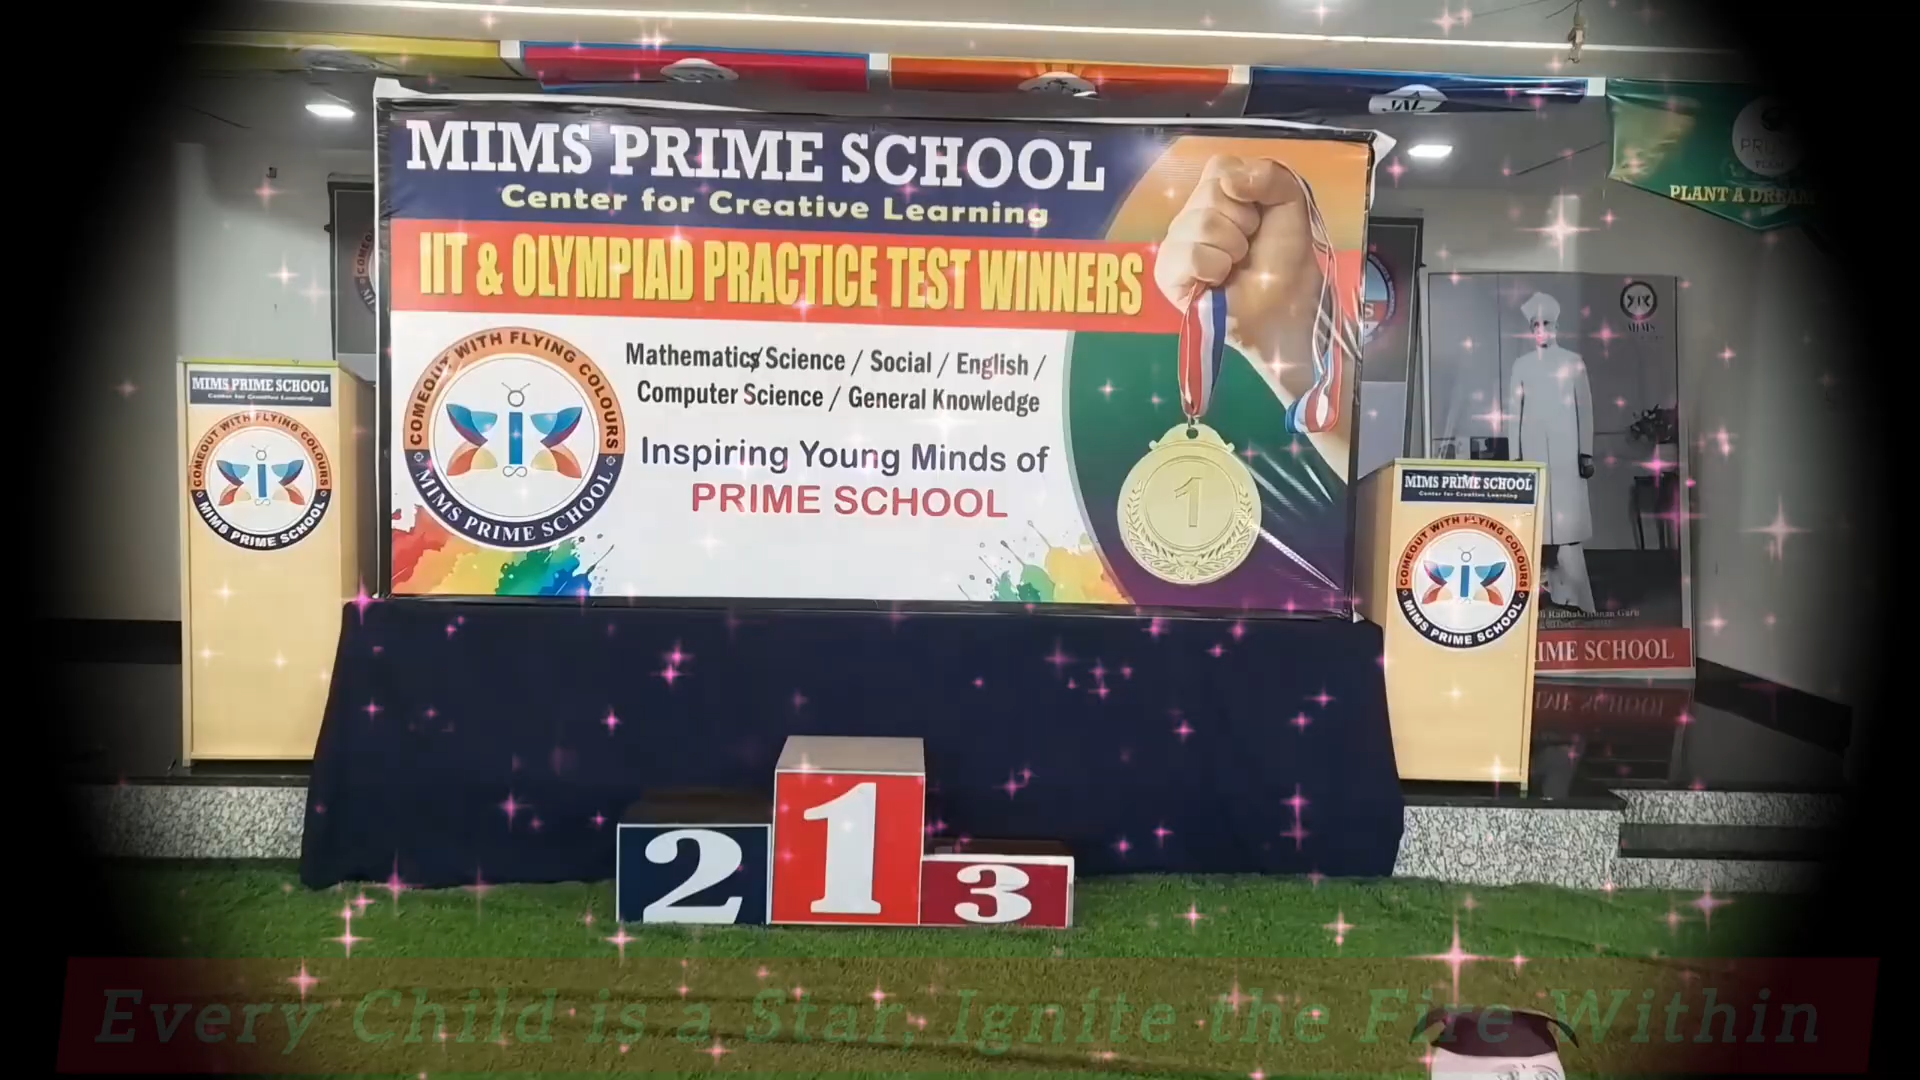 PLANT A DREAM
MIMS PRIME SCHOOL
Center for Creative Learning
IIT & OLYMPIAD PRACTICE TEST WINNERS
Mathematics/Science / Social / English /
Computer Science / General Knowledge
Inspiring Young Minds of
PRIME SCHOOL
COMEOUT WITH FLYING COLOURS
MIMS PRIME SCHOOL
1
MIMS PRIME SCHOOL
Center for Creative Learning
COMEOUT WITH FLYING COLOURS
MIMS PRIME SCHOOL
MIMS PRIME SCHOOL
Center for Creative Learning
COMEOUT WITH FLYING COLOURS
MIMS PRIME SCHOOL
MIMS
Radhakrishnan Garu
SCHOOL
2
1
3
Every Child is a Star, Ignite the Fire Within